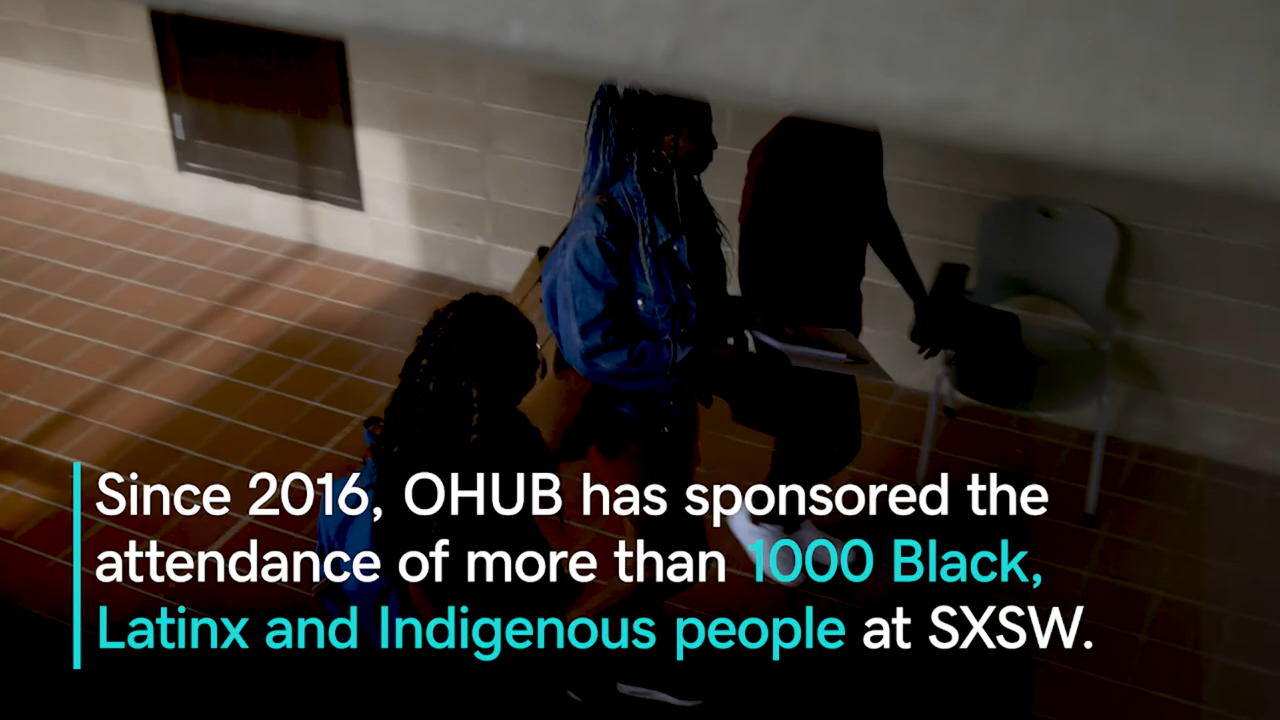 Since 2016, OHUB has sponsored the
attendance of more than 1000 Black,
Latinx and Indigenous people at SXSW.